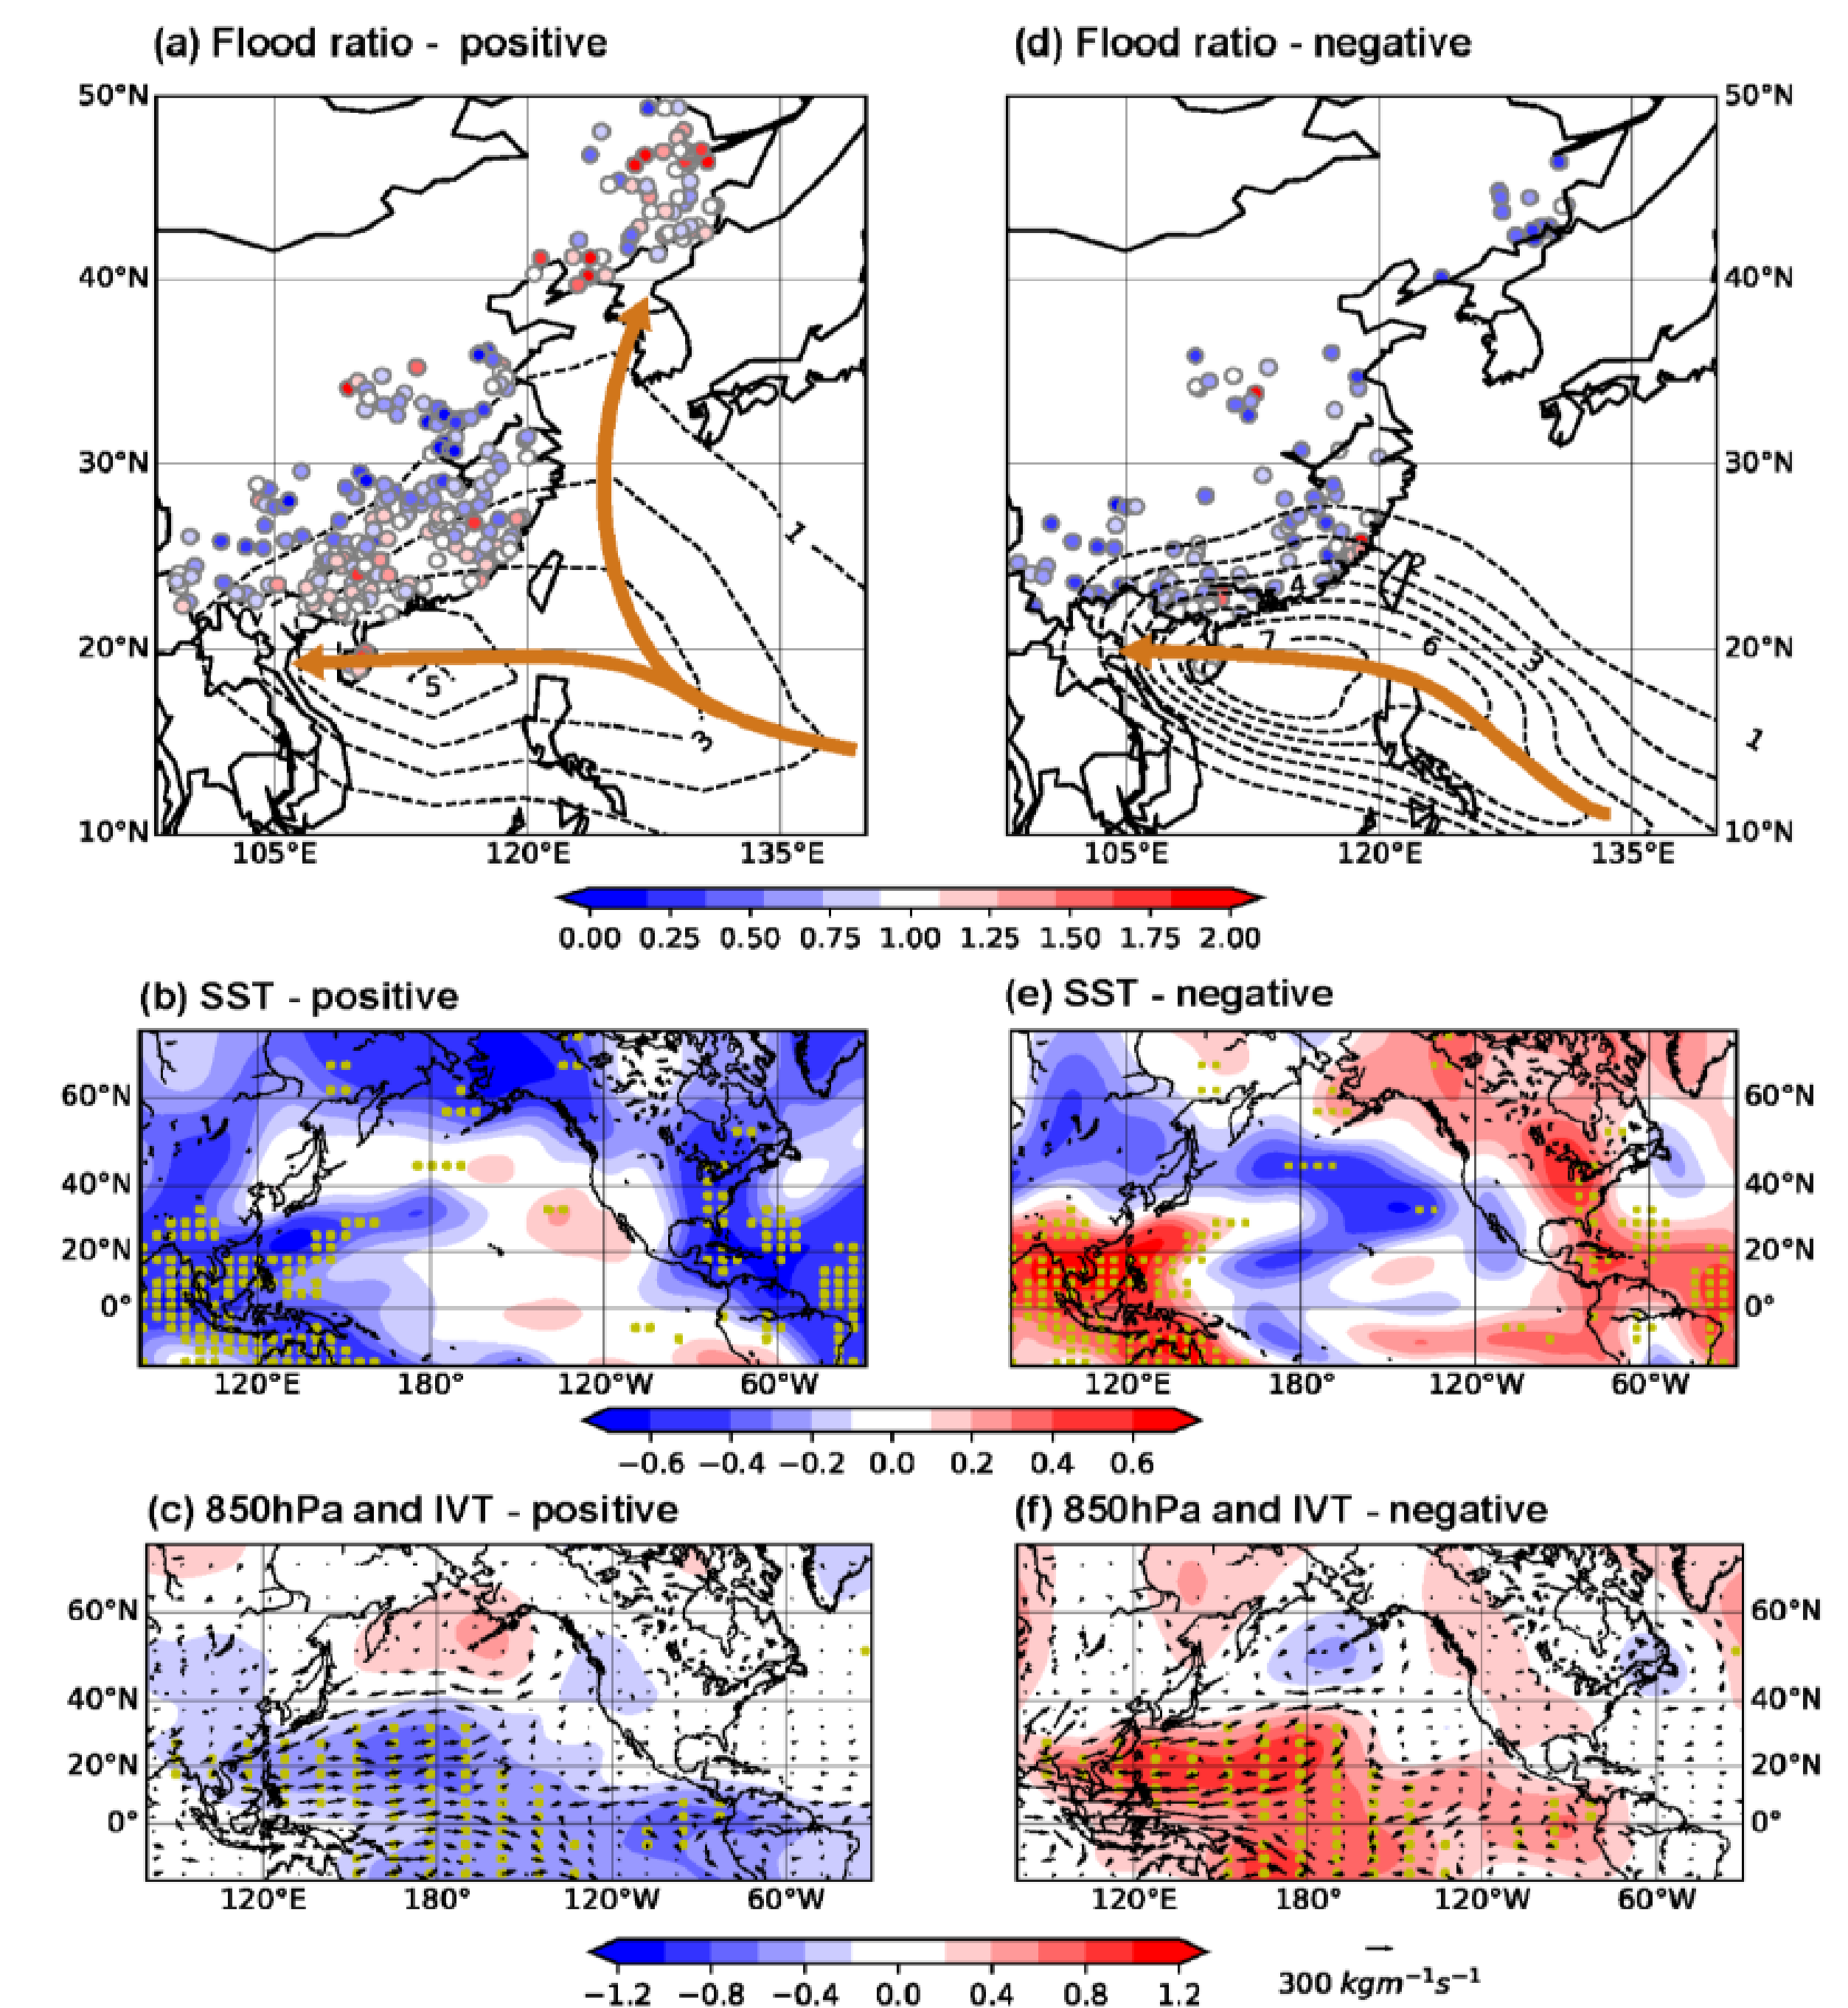 (a) Flood ratio - positive
(d) Flood ratio - negative
50°N
40°N
30°N
20°N
10°N
105°E
120°E
135°E
1
3
5
50°N
40°N
30°N
20°N
10°N
105°E
120°E
135°E
2
4
7
6
3
1
0.00 0.25 0.50 0.75 1.00 1.25 1.50 1.75 2.00
(b) SST - positive
(e) SST - negative
60°N
40°N
20°N
0°
120°E 180° 120°W 60°W
60°N
40°N
20°N
0°
120°E 180° 120°W 60°W
−0.6 −0.4 −0.2 0.0 0.2 0.4 0.6
(c) 850hPa and IVT - positive
(f) 850hPa and IVT - negative
60°N
40°N
20°N
0°
120°E 180° 120°W 60°W
60°N
40°N
20°N
0°
120°E 180° 120°W 60°W
−1.2 −0.8 −0.4 0.0 0.4 0.8 1.2
300 kgm⁻¹s⁻¹